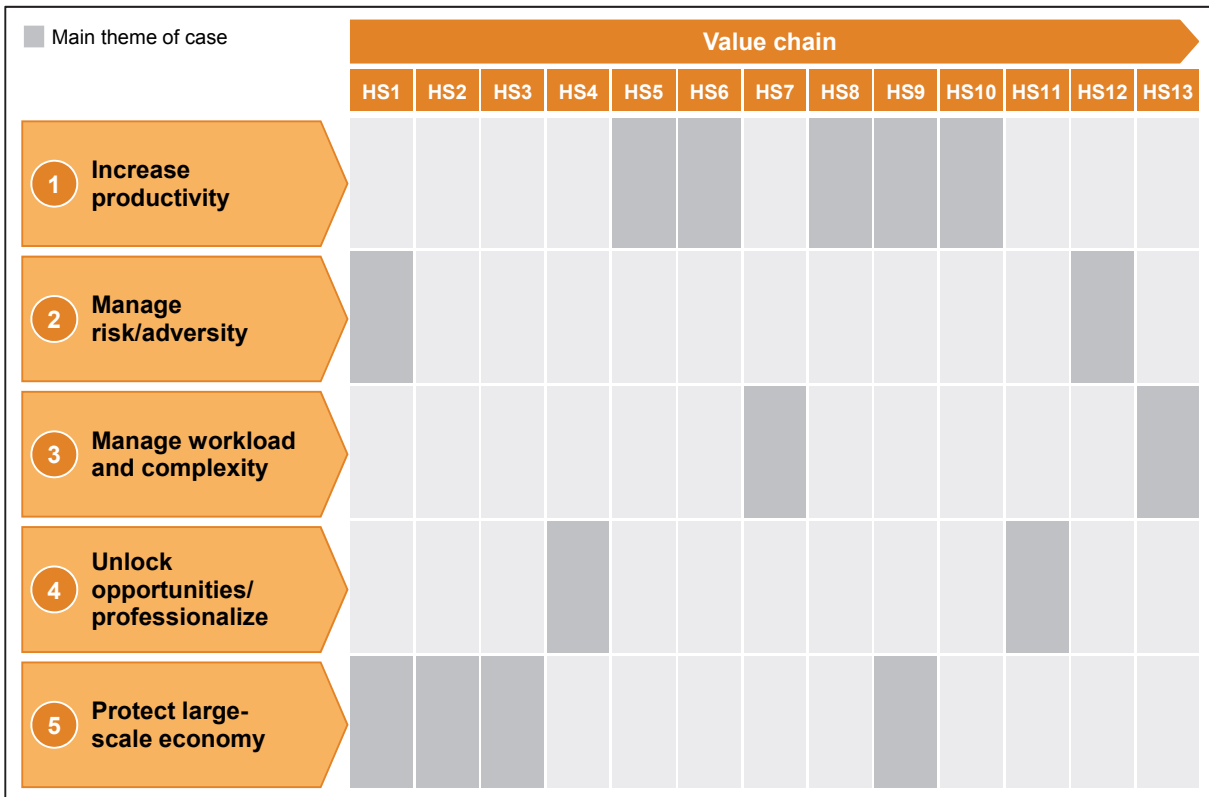 Main theme of case
Value chain
HS1 HS2 HS3 HS4 HS5 HS6 HS7 HS8 HS9 HS10 HS11 HS12 HS13
1
Increase
productivity
2
Manage
risk/adversity
3
Manage workload
and complexity
4
Unlock
opportunities/
professionalize
5
Protect large-
scale economy